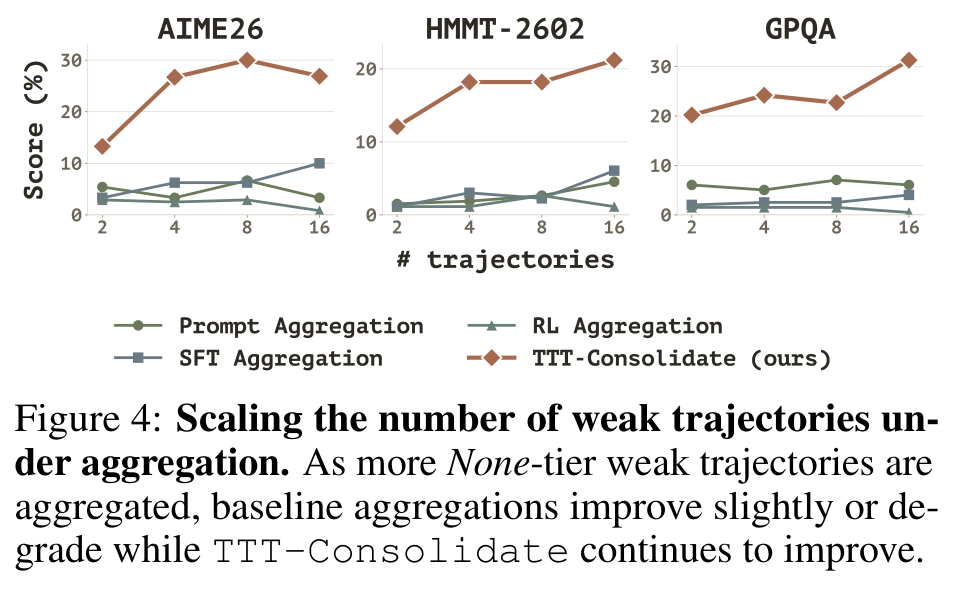 AIME26
HMMT-2602
GPQA
Score (%)
30
20
10
0
2
4
8
16
20
10
0
2
4
8
16
30
20
10
0
2
4
8
16
# trajectories
Prompt Aggregation
RL Aggregation
SFT Aggregation
TTT-Consolidate (ours)
Figure 4: Scaling the number of weak trajectories un-
der aggregation. As more None-tier weak trajectories are
aggregated, baseline aggregations improve slightly or de-
grade while TTT-Consolidate continues to improve.